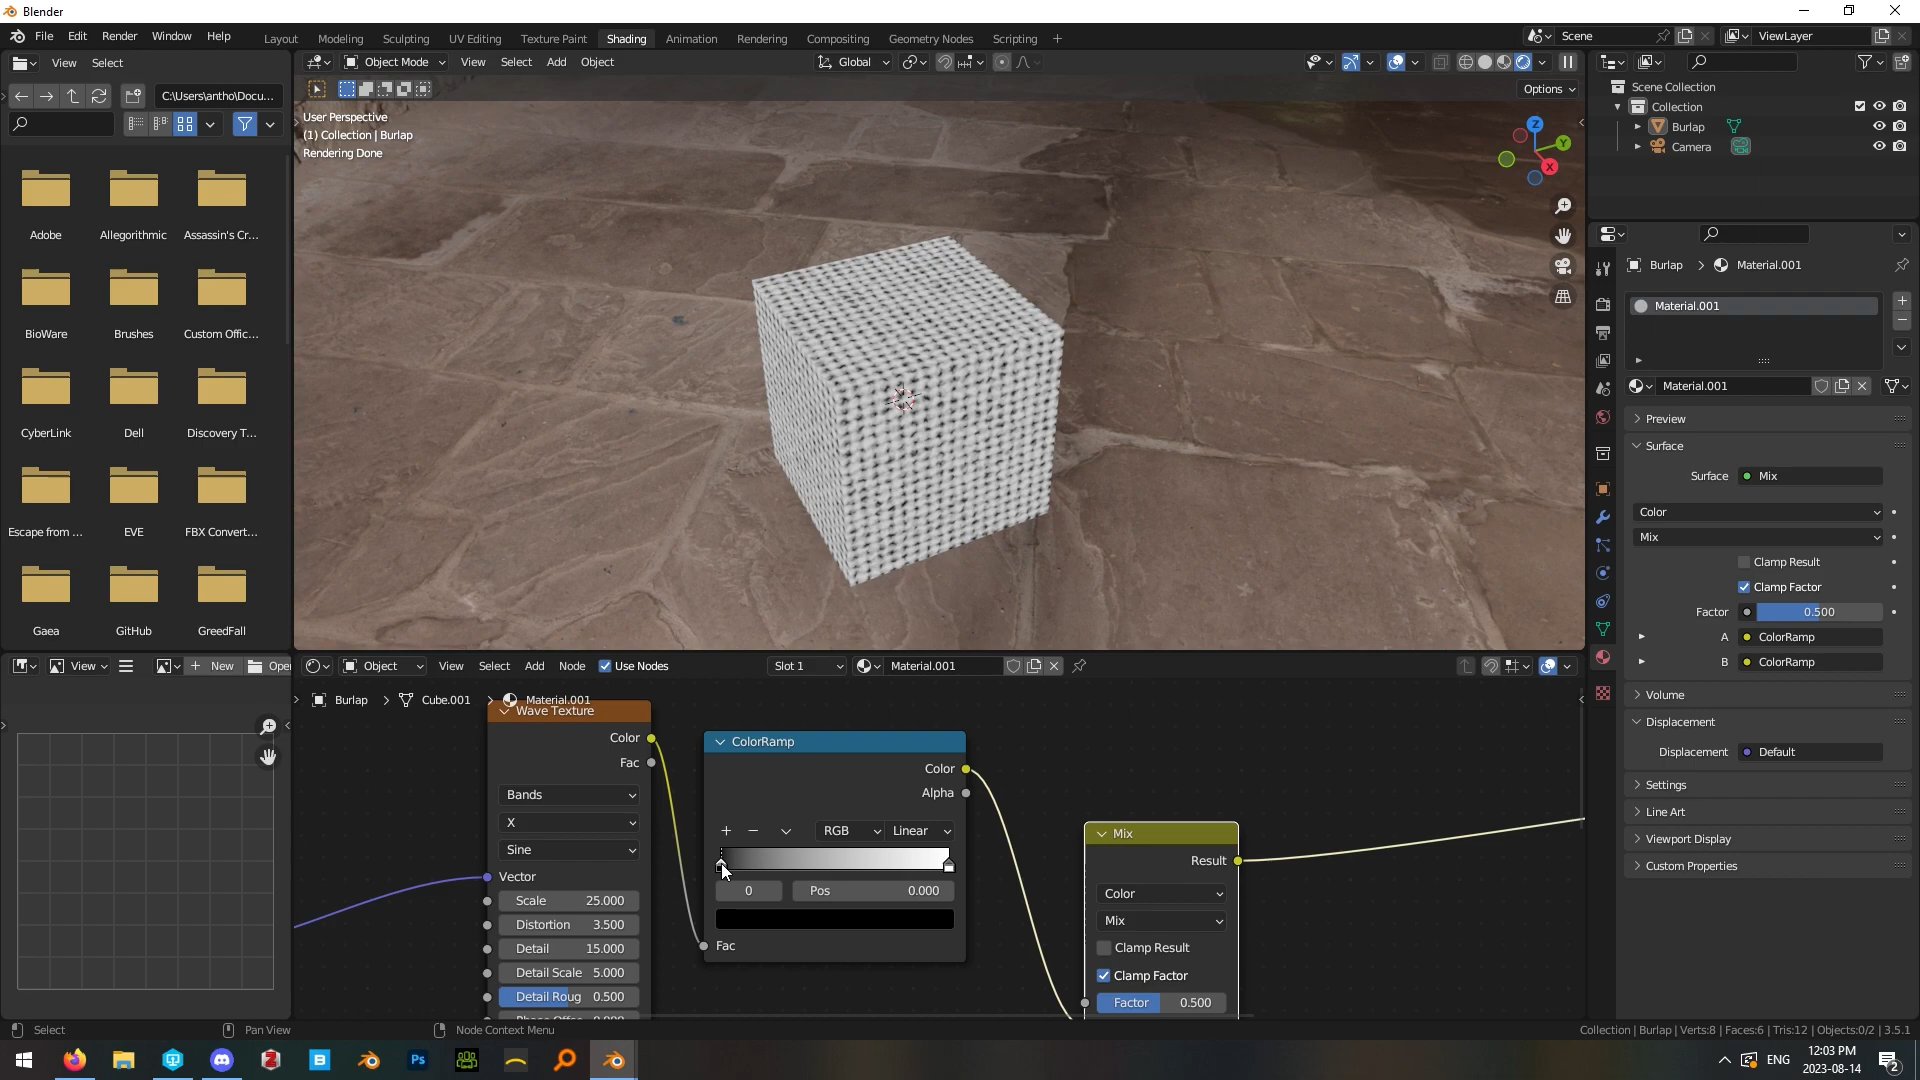 Blender
File Edit Render Window Help
Layout Modeling Sculpting UV Editing Texture Paint Shading Animation Rendering Compositing Geometry Nodes Scripting +
Scene
ViewLayer
View Select
Object Mode View Select Add Object
Global
C:\Users\antho\Docu...
Options
User Perspective
(1) Collection | Burlap
Rendering Done
Z
Y
X
Scene Collection
Collection
Burlap
Camera
Adobe
Allegorithmic
Assassin's Cr...
BioWare
Brushes
Custom Offic...
CyberLink
Dell
Discovery T...
Escape from ...
EVE
FBX Convert...
Gaea
GitHub
GreedFall
Burlap > Material.001
Material.001
Material.001
Preview
Surface
Surface Mix
Color
Mix
Clamp Result
Clamp Factor
Factor 0.500
A ColorRamp
B ColorRamp
Volume
Displacement
Displacement Default
Settings
Line Art
Viewport Display
Custom Properties
View
New
Open
Object View Select Add Node Use Nodes Slot 1 Material.001
Burlap > Cube.001 > Material.001
Wave Texture
Color
Fac
Bands
X
Sine
Vector
Scale 25.000
Distortion 3.500
Detail 15.000
Detail Scale 5.000
Detail Roug 0.500
ColorRamp
Color
Alpha
RGB Linear
0 Pos 0.000
Fac
Mix
Result
Color
Mix
Clamp Result
Clamp Factor
Factor 0.500
Select Pan View Node Context Menu
Collection | Burlap | Verts:8 | Faces:6 | Tris:12 | Objects:0/2 | 3.5.1
Ps
ENG
12:03 PM
2023-08-14
2